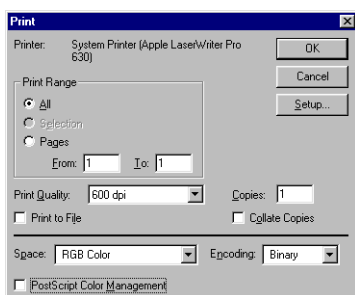 Print
Printer: System Printer (Apple LaserWriter Pro 630)
OK
Cancel
Setup...
Print Range
All
Selection
Pages
From: 1 To: 1
Print Quality: 600 dpi Copies: 1
Print to File Collate Copies
Space: RGB Color Encoding: Binary
PostScript Color Management